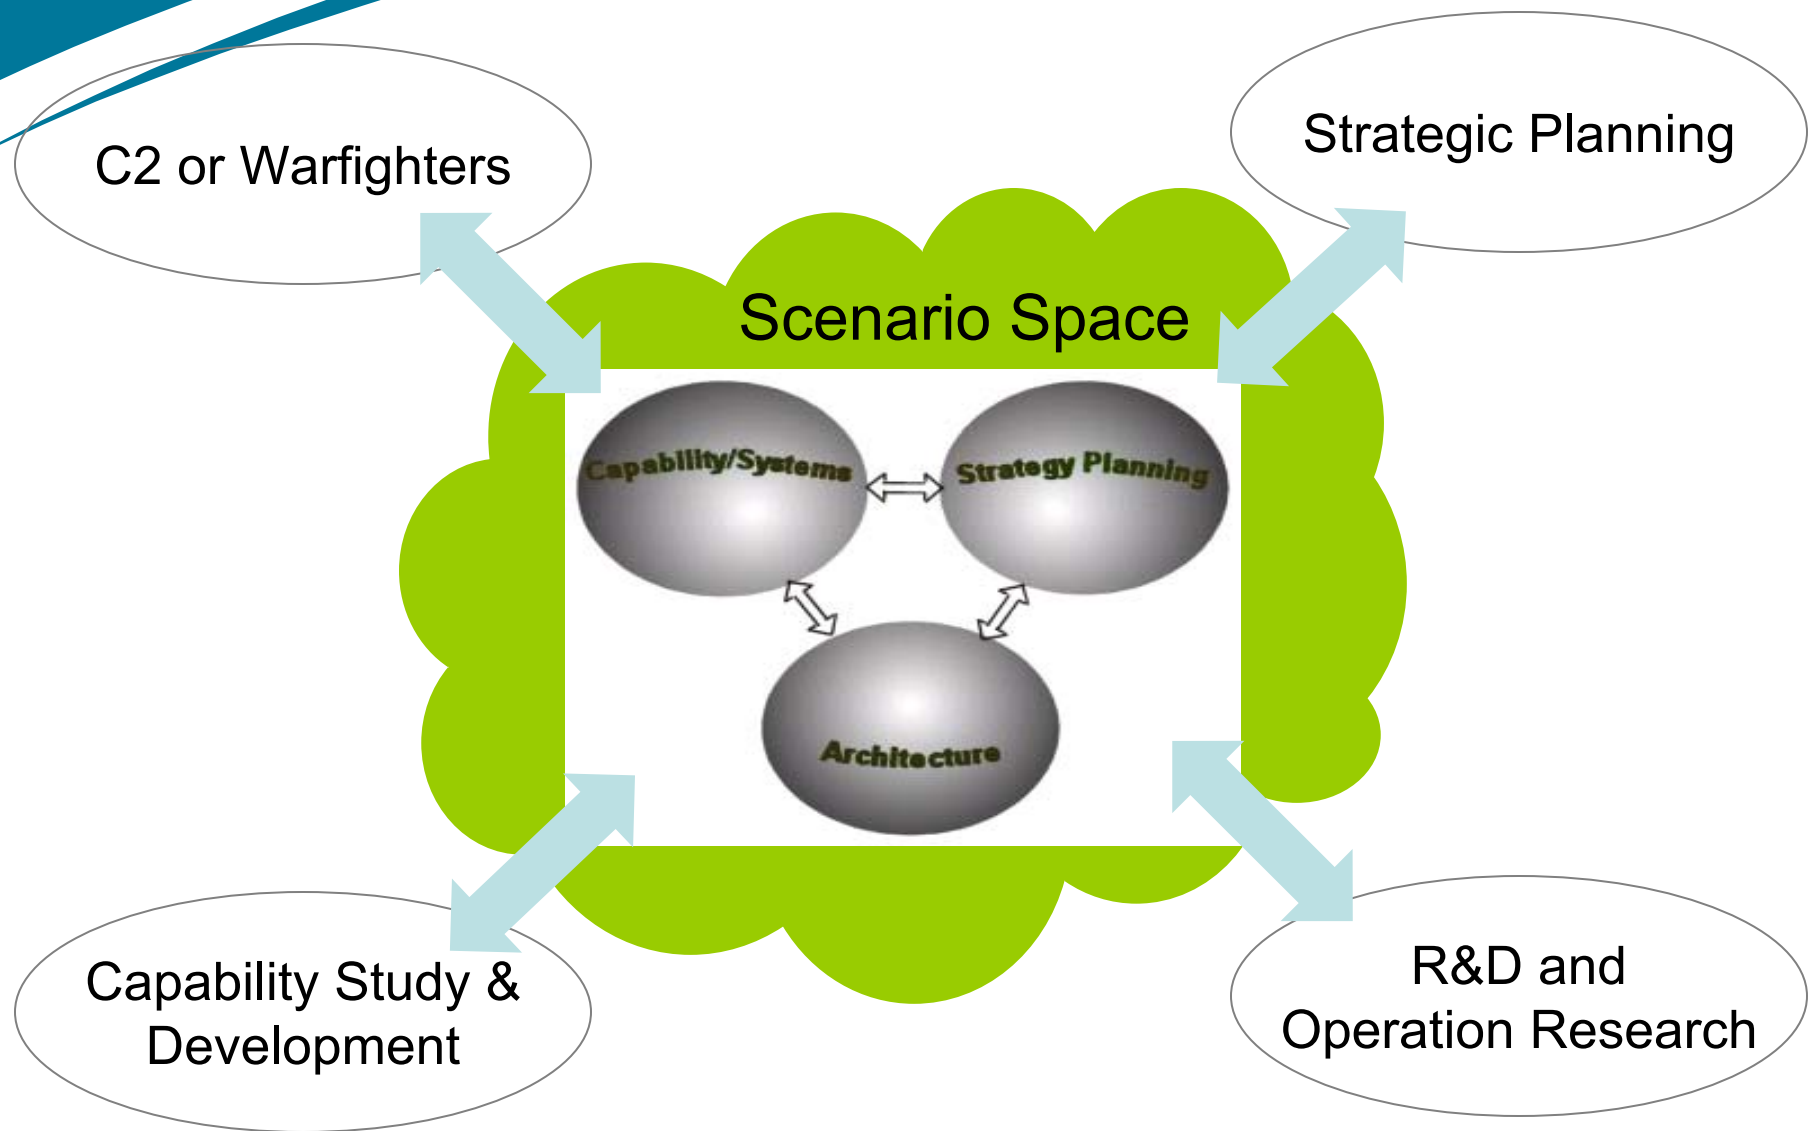 C2 or Warfighters
Strategic Planning
Scenario Space
Capability/Systems
Strategy Planning
Architecture
Capability Study &
Development
R&D and
Operation Research